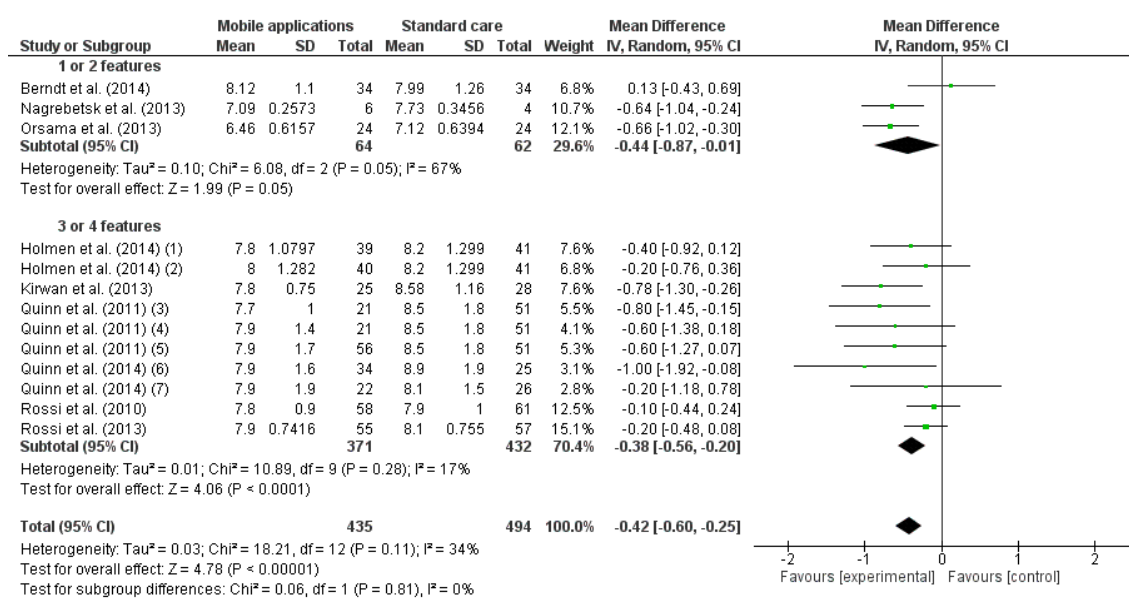 Mobile applications Standard care Mean Difference Mean Difference
Study or Subgroup Mean SD Total Mean SD Total Weight IV, Random, 95% CI IV, Random, 95% CI
1 or 2 features
Berndt et al. (2014) 8.12 1.1 34 7.99 1.26 34 6.8% 0.13 [-0.43, 0.69]
Nagrebetsk et al. (2013) 7.09 0.2573 6 7.73 0.3456 4 10.7% -0.64 [-1.04, -0.24]
Orsama et al. (2013) 6.46 0.6157 24 7.12 0.6394 24 12.1% -0.66 [-1.02, -0.30]
Subtotal (95% CI) 64 62 29.6% -0.44 [-0.87, -0.01]
Heterogeneity: Tau² = 0.10; Chi² = 6.08, df = 2 (P = 0.05); I² = 67%
Test for overall effect: Z = 1.99 (P = 0.05)
3 or 4 features
Holmen et al. (2014) (1) 7.8 1.0797 39 8.2 1.299 41 7.6% -0.40 [-0.92, 0.12]
Holmen et al. (2014) (2) 8 1.282 40 8.2 1.299 41 6.8% -0.20 [-0.76, 0.36]
Kirwan et al. (2013) 7.8 0.75 25 8.58 1.16 28 7.6% -0.78 [-1.30, -0.26]
Quinn et al. (2011) (3) 7.7 1 21 8.5 1.8 51 5.5% -0.80 [-1.45, -0.15]
Quinn et al. (2011) (4) 7.9 1.4 21 8.5 1.8 51 4.1% -0.60 [-1.38, 0.18]
Quinn et al. (2011) (5) 7.9 1.7 56 8.5 1.8 51 5.3% -0.60 [-1.27, 0.07]
Quinn et al. (2014) (6) 7.9 1.6 34 8.9 1.9 25 3.1% -1.00 [-1.92, -0.08]
Quinn et al. (2014) (7) 7.9 1.9 22 8.1 1.5 26 2.8% -0.20 [-1.18, 0.78]
Rossi et al. (2010) 7.8 0.9 58 7.9 1 61 12.5% -0.10 [-0.44, 0.24]
Rossi et al. (2013) 7.9 0.7416 55 8.1 0.755 57 15.1% -0.20 [-0.48, 0.08]
Subtotal (95% CI) 371 432 70.4% -0.38 [-0.56, -0.20]
Heterogeneity: Tau² = 0.01; Chi² = 10.89, df = 9 (P = 0.28); I² = 17%
Test for overall effect: Z = 4.06 (P < 0.0001)
Total (95% CI) 435 494 100.0% -0.42 [-0.60, -0.25]
Heterogeneity: Tau² = 0.03; Chi² = 18.21, df = 12 (P = 0.11); I² = 34%
Test for overall effect: Z = 4.78 (P < 0.00001)
Test for subgroup differences: Chi² = 0.06, df = 1 (P = 0.81), I² = 0%
-2 -1 0 1 2
Favours [experimental] Favours [control]